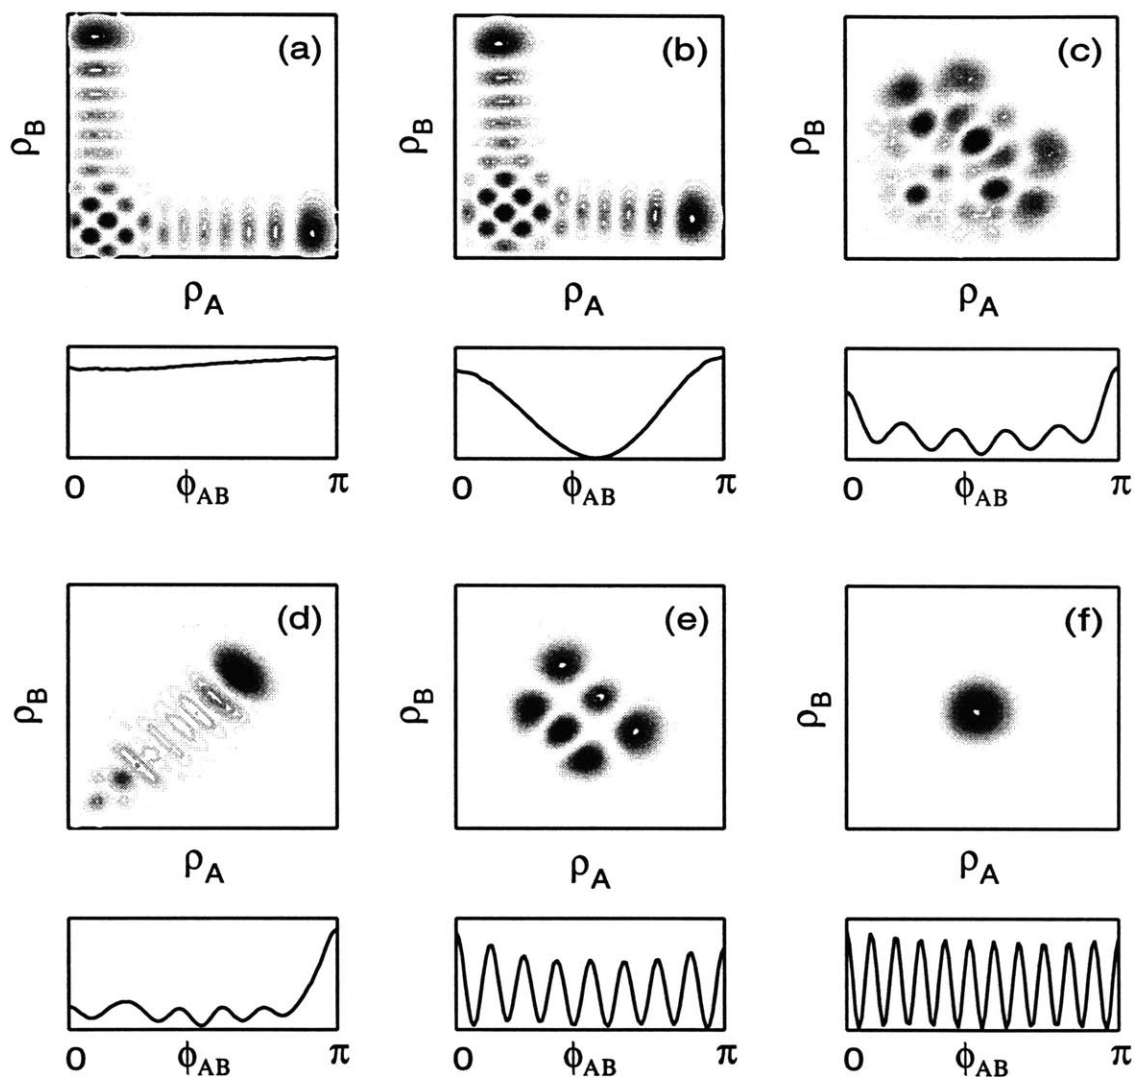 (a) (b) (c)
ρB ρB ρB
ρA ρA ρA
0 ϕAB π 0 ϕAB π 0 ϕAB π
(d) (e) (f)
ρB ρB ρB
ρA ρA ρA
0 ϕAB π 0 ϕAB π 0 ϕAB π